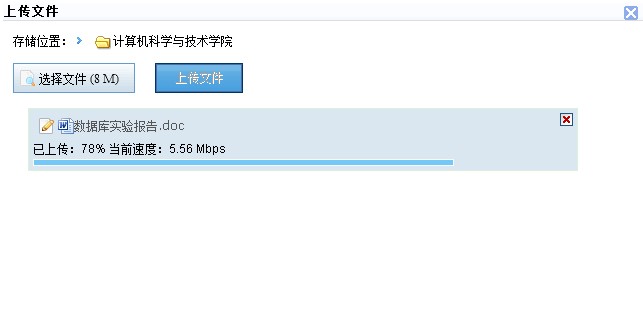 上传文件
存储位置： 计算机科学与技术学院
选择文件 (8 M) 上传文件
数据库实验报告.doc
已上传：78% 当前速度：5.56 Mbps